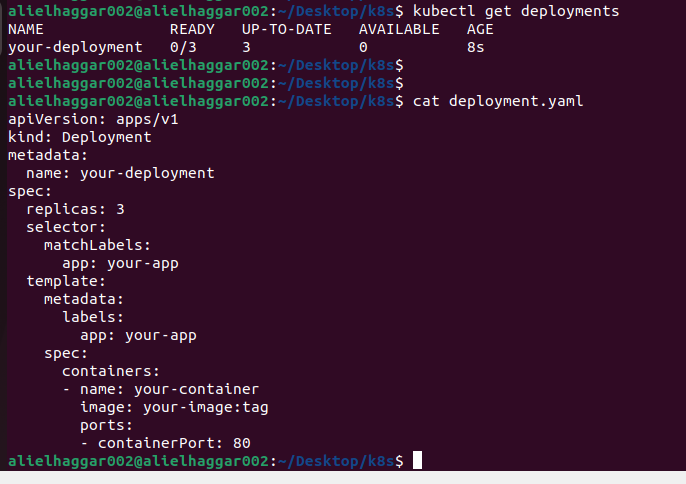 alielhaggar002@alielhaggar002:~/Desktop/k8s$ kubectl get deployments
NAME              READY   UP-TO-DATE   AVAILABLE   AGE
your-deployment   0/3     3            0           8s
alielhaggar002@alielhaggar002:~/Desktop/k8s$
alielhaggar002@alielhaggar002:~/Desktop/k8s$
alielhaggar002@alielhaggar002:~/Desktop/k8s$ cat deployment.yaml
apiVersion: apps/v1
kind: Deployment
metadata:
  name: your-deployment
spec:
  replicas: 3
  selector:
    matchLabels:
      app: your-app
  template:
    metadata:
      labels:
        app: your-app
    spec:
      containers:
      - name: your-container
        image: your-image:tag
        ports:
        - containerPort: 80
alielhaggar002@alielhaggar002:~/Desktop/k8s$